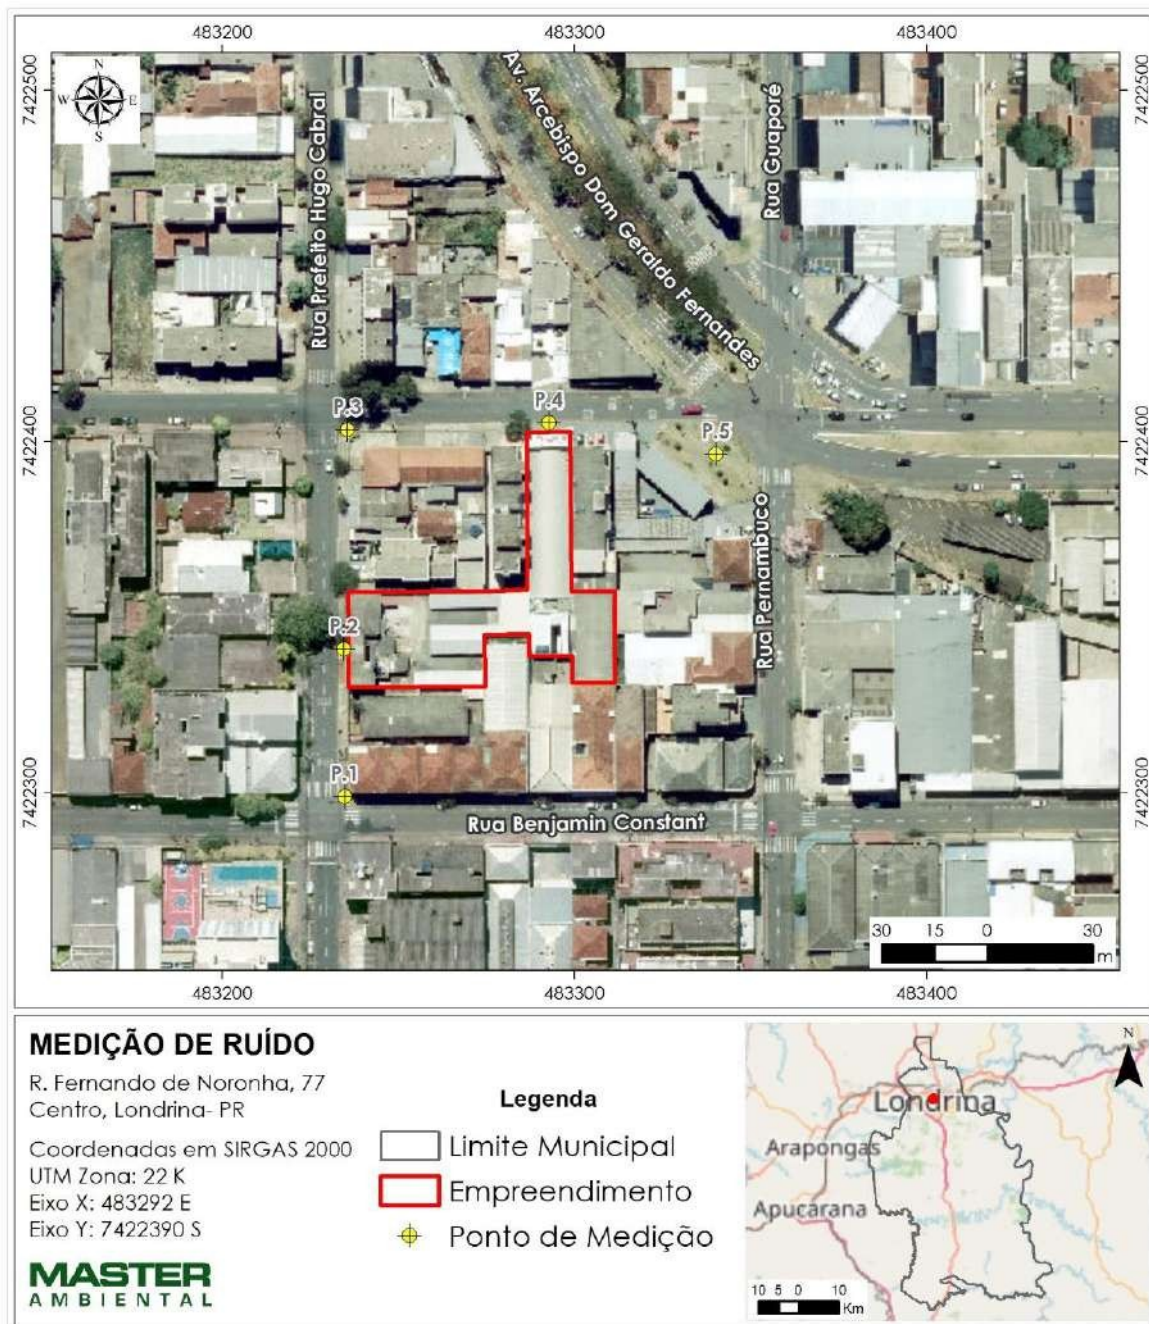 483200
483300
483400
7422500
7422500
N
W
E
S
Rua Prefeito Hugo Cabral
Av. Arcebispo Dom Geraldo Fernandes
Rua Guaporé
P.3
P.4
P.5
7422400
7422400
Rua Pernambuco
P.2
P.1
7422300
7422300
Rua Benjamin Constant
30 15 0 30
m
483200
483300
483400
MEDIÇÃO DE RUÍDO
R. Fernando de Noronha, 77
Centro, Londrina- PR
Coordenadas em SIRGAS 2000
UTM Zona: 22 K
Eixo X: 483292 E
Eixo Y: 7422390 S
MASTER
AMBIENTAL
Legenda
Limite Municipal
Empreendimento
Ponto de Medição
N
Londrina
Arapongas
Apucarana
10 5 0 10
Km